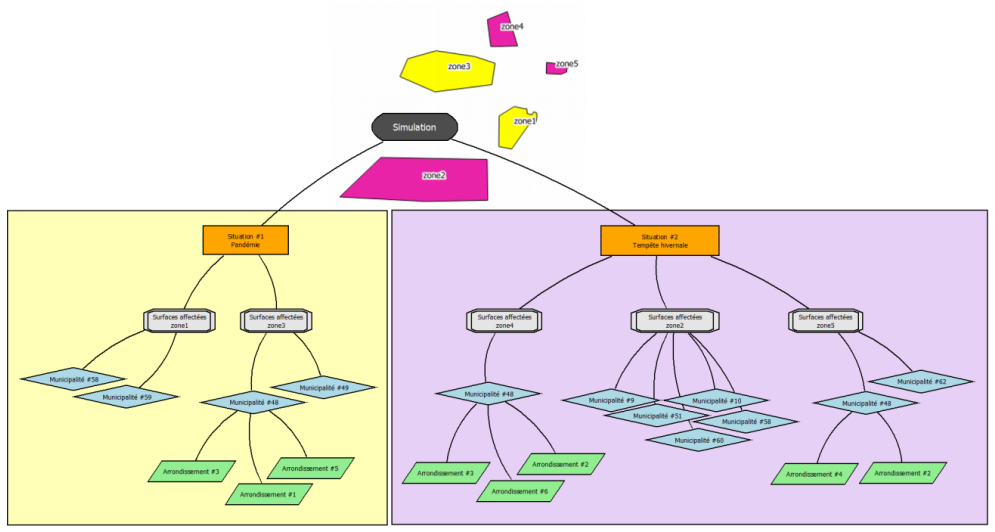 zone4
zone3
zone5
zone1
Simulation
zone2
Situation #1
Pandémie
Situation #2
Tempête hivernale
Surfaces affectées
zone1
Surfaces affectées
zone3
Surfaces affectées
zone4
Surfaces affectées
zone2
Surfaces affectées
zone5
Municipalité #58
Municipalité #59
Municipalité #48
Municipalité #49
Municipalité #48
Municipalité #9
Municipalité #51
Municipalité #10
Municipalité #58
Municipalité #60
Municipalité #48
Municipalité #62
Arrondissement #3
Arrondissement #1
Arrondissement #5
Arrondissement #3
Arrondissement #6
Arrondissement #2
Arrondissement #4
Arrondissement #2